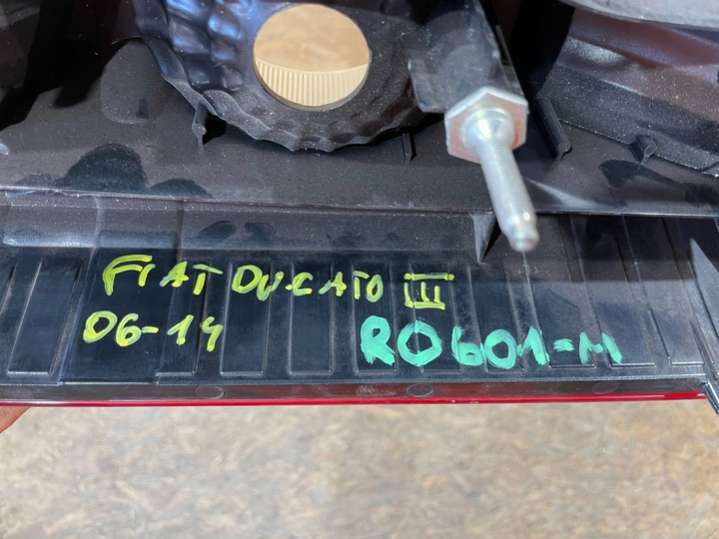 FIAT DUCATO III
06-14
R0601-M